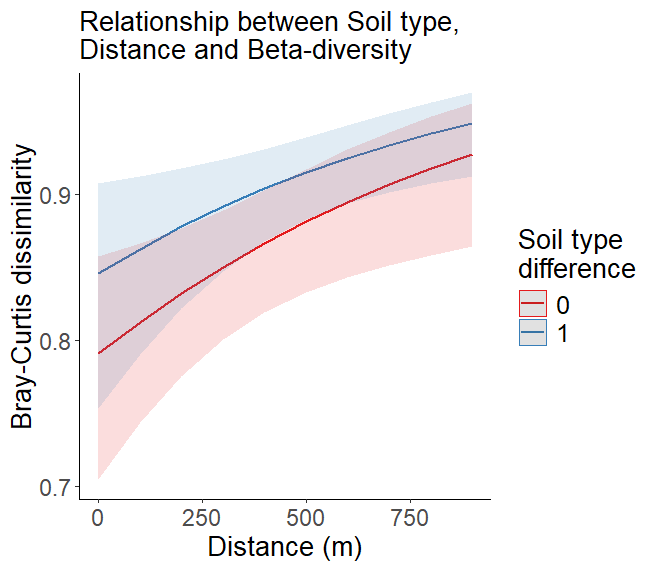 Relationship between Soil type,
Distance and Beta-diversity
Bray-Curtis dissimilarity
0.9
0.8
0.7
0
250
500
750
Distance (m)
Soil type
difference
0
1